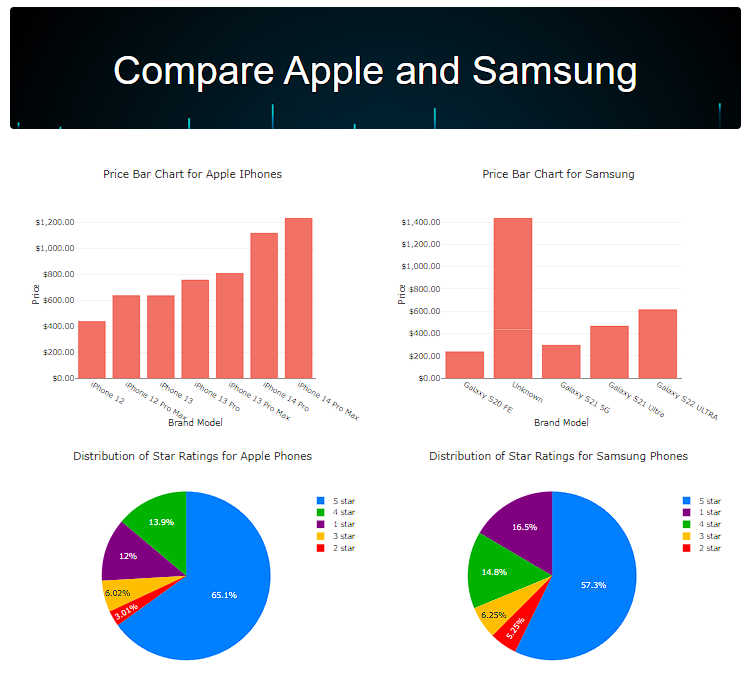 Compare Apple and Samsung
Price Bar Chart for Apple IPhones
$1,200.00
$1,000.00
$800.00
$600.00
$400.00
$200.00
$0.00
Price
iPhone 12
iPhone 12 Pro Max
iPhone 13
iPhone 13 Pro
iPhone 13 Pro Max
iPhone 14 Pro
iPhone 14 Pro Max
Brand Model
Price Bar Chart for Samsung
$1,400.00
$1,200.00
$1,000.00
$800.00
$600.00
$400.00
$200.00
$0.00
Price
Galaxy S20 FE
Unknown
Galaxy S21 5G
Galaxy S21 Ultra
Galaxy S22 ULTRA
Brand Model
Distribution of Star Ratings for Apple Phones
13.9%
12%
6.02%
3.01%
65.1%
5 star
4 star
1 star
3 star
2 star
Distribution of Star Ratings for Samsung Phones
16.5%
14.8%
6.25%
5.25%
57.3%
5 star
1 star
4 star
3 star
2 star